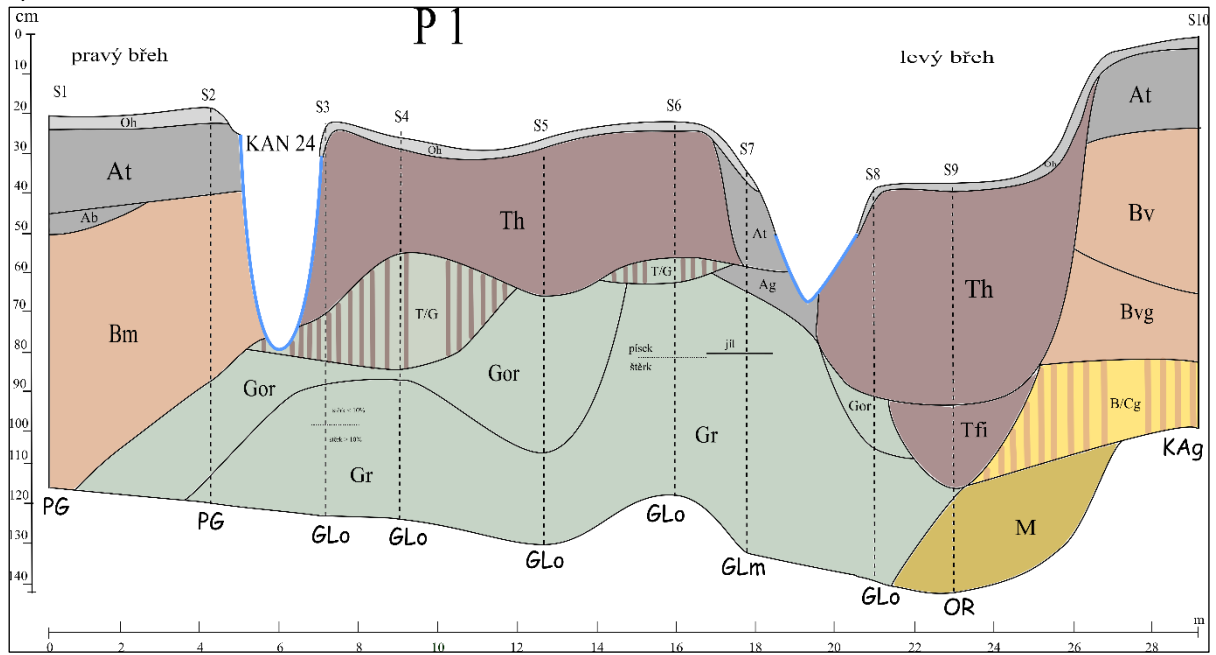 P 1
cm
pravý břeh
levý břeh
S1
S2
S3
S4
S5
S6
S7
S8
S9
S10
0
10
20
30
40
50
60
70
80
90
100
110
120
130
140
KAN 24
Oh
At
Ab
Bm
Oh
Th
T/G
T/G
At
Ag
Gor
Gor
Gr
Gr
písek
štěrk
jíl
štěrk > 10%
Gor
Th
Tfi
Oh
At
Bv
Bvg
B/Cg
M
PG
PG
GLo
GLo
GLo
GLo
GLm
GLo
OR
KAg
0
2
4
6
8
10
12
14
16
18
20
22
24
26
28
m